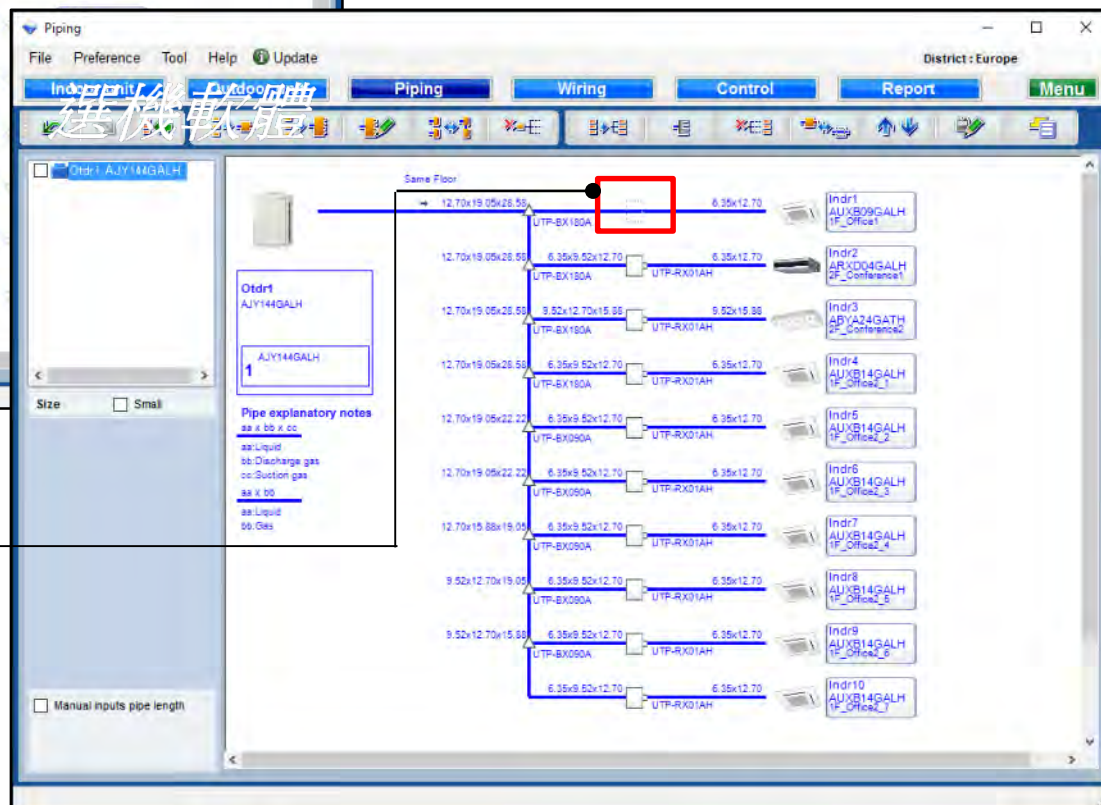 Piping
File Preference Tool Help Update
District : Europe
Piping Wiring Control Report Menu
選機軟體
Otdr1 AJY144GALH
Size Small
Manual inputs pipe length
Otdr1
AJY144GALH
AJY144GALH
1
Pipe explanatory notes
aa x bb x cc
aa:Liquid
bb:Discharge gas
cc:Suction gas
aa x bb
aa:Liquid
bb:Gas
Same Floor
12.70x19.05x28.58 6.35x12.70
UTP-BX180A
Indr1
AUXB09GALH
1F_Office1
12.70x19.05x28.58 6.35x9.52x12.70 6.35x12.70
UTP-BX180A UTP-RX01AH
Indr2
ARXD04GALH
2F_Conference1
12.70x19.05x28.58 9.52x12.70x15.88 9.52x15.88
UTP-BX180A UTP-RX01AH
Indr3
ABYA24GATH
2F_Conference2
12.70x19.05x28.58 6.35x9.52x12.70 6.35x12.70
UTP-BX180A UTP-RX01AH
Indr4
AUXB14GALH
1F_Office2_1
12.70x19.05x22.22 6.35x9.52x12.70 6.35x12.70
UTP-BX090A UTP-RX01AH
Indr5
AUXB14GALH
1F_Office2_2
12.70x19.05x22.22 6.35x9.52x12.70 6.35x12.70
UTP-BX090A UTP-RX01AH
Indr6
AUXB14GALH
1F_Office2_3
12.70x15.88x19.05 6.35x9.52x12.70 6.35x12.70
UTP-BX090A UTP-RX01AH
Indr7
AUXB14GALH
1F_Office2_4
9.52x12.70x19.05 6.35x9.52x12.70 6.35x12.70
UTP-BX090A UTP-RX01AH
Indr8
AUXB14GALH
1F_Office2_5
9.52x12.70x15.88 6.35x9.52x12.70 6.35x12.70
UTP-BX090A UTP-RX01AH
Indr9
AUXB14GALH
1F_Office2_6
6.35x9.52x12.70 6.35x12.70
UTP-RX01AH
Indr10
AUXB14GALH
1F_Office2_7